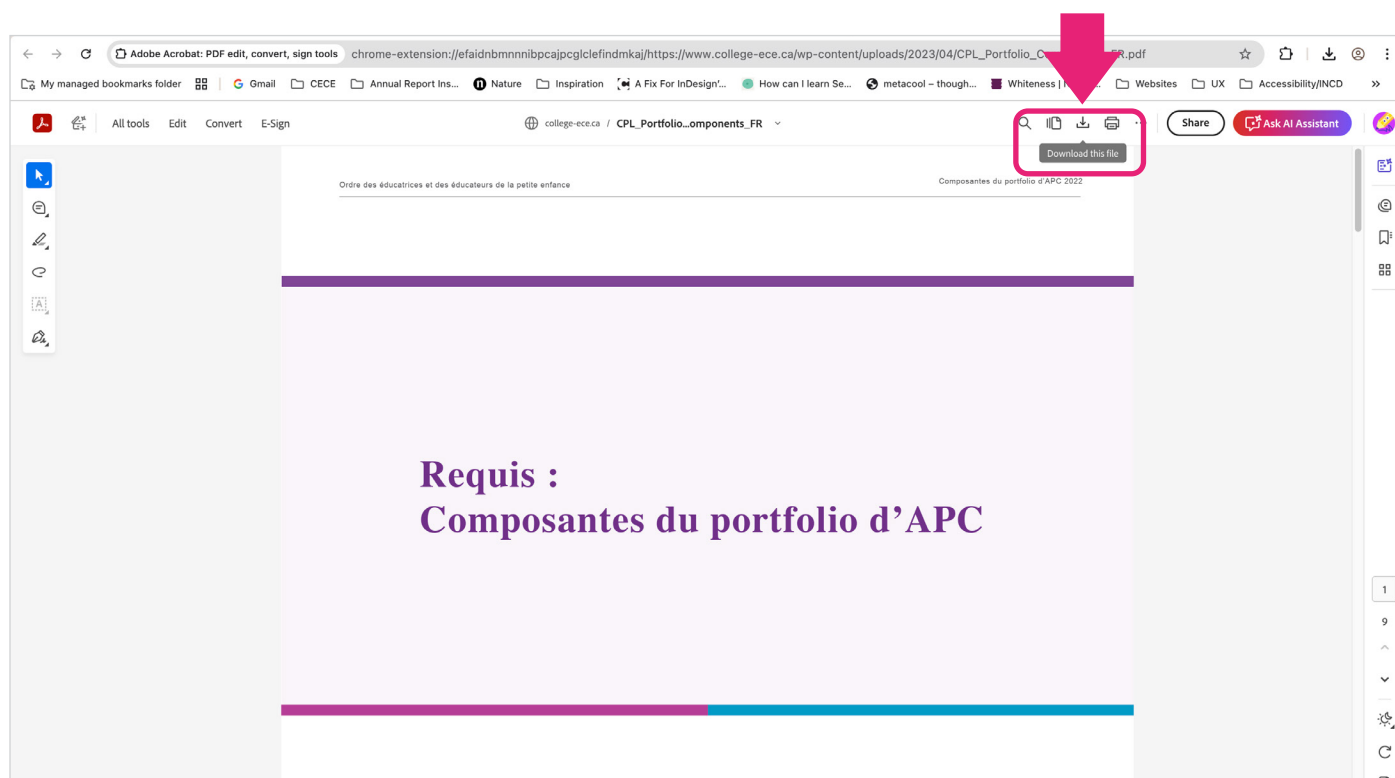 Adobe Acrobat: PDF edit, convert, sign tools chrome-extension://efaidnbmnnnibpcajpcglclefindmkaj/https://www.college-ece.ca/wp-content/uploads/2023/04/CPL_Portfolio_C FR.pdf
My managed bookmarks folder Gmail CECE Annual Report Ins... Nature Inspiration A Fix For InDesign'... How can I learn Se... metacool – though... Whiteness | Websites UX Accessibility/INCD »
All tools Edit Convert E-Sign college-ece.ca / CPL_Portfolio...omponents_FR Share Ask AI Assistant
Download this file
Ordre des éducatrices et des éducateurs de la petite enfance Composantes du portfolio d'APC 2022
Requis :
Composantes du portfolio d’APC
1
9